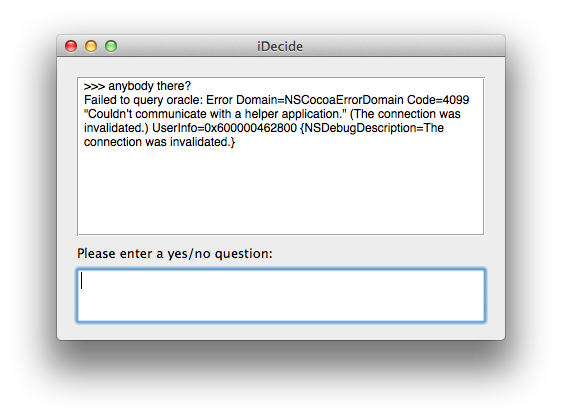 iDecide
>>> anybody there?
Failed to query oracle: Error Domain=NSCocoaErrorDomain Code=4099
"Couldn't communicate with a helper application." (The connection was
invalidated.) UserInfo=0x600000462800 {NSDebugDescription=The
connection was invalidated.}
Please enter a yes/no question: